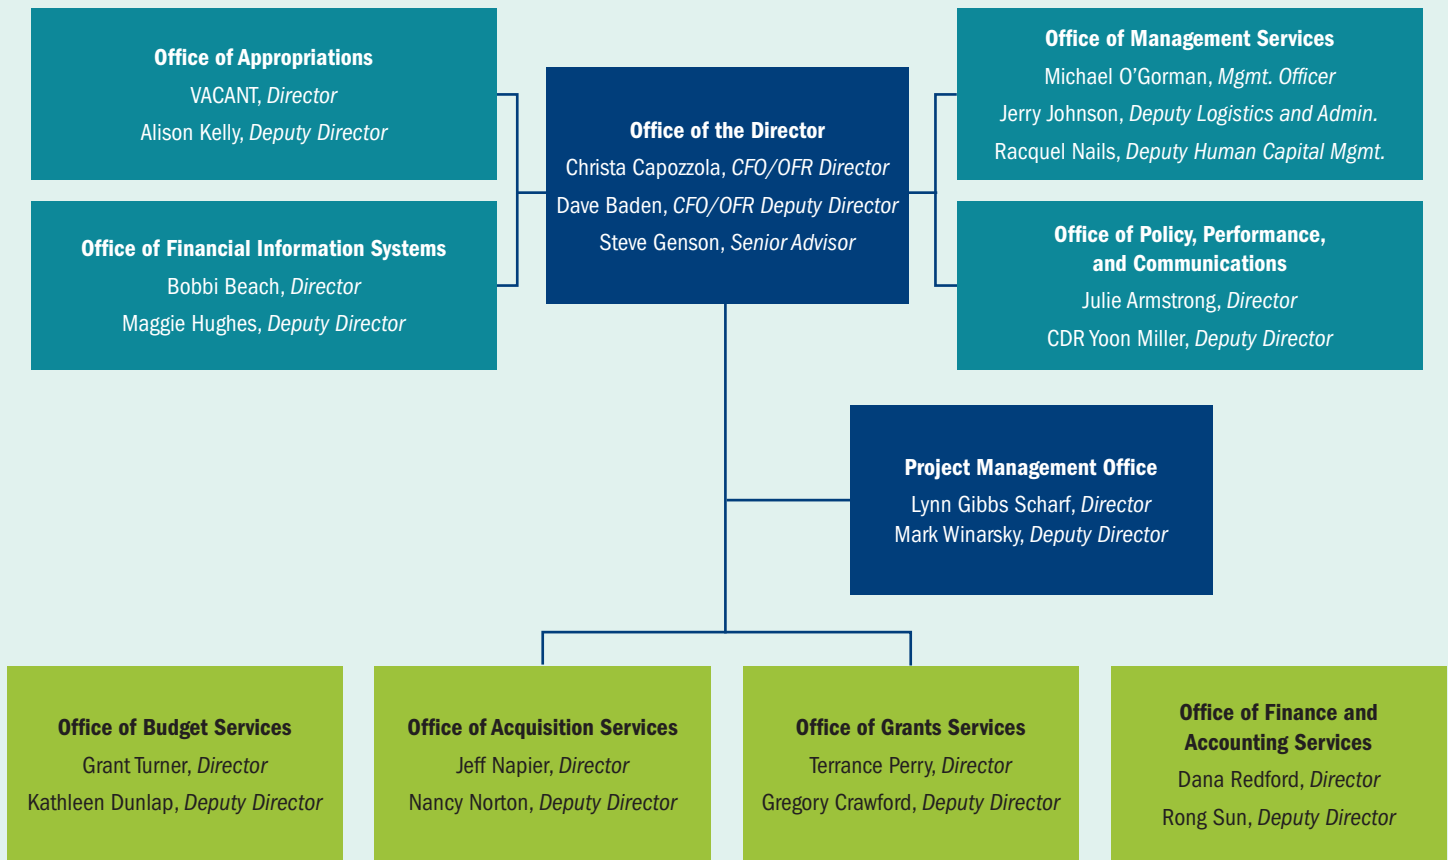 Office of Appropriations
VACANT, Director
Alison Kelly, Deputy Director
Office of Financial Information Systems
Bobbi Beach, Director
Maggie Hughes, Deputy Director
Office of the Director
Christa Capozzola, CFO/OFR Director
Dave Baden, CFO/OFR Deputy Director
Steve Genson, Senior Advisor
Office of Management Services
Michael O’Gorman, Mgmt. Officer
Jerry Johnson, Deputy Logistics and Admin.
Racquel Nails, Deputy Human Capital Mgmt.
Office of Policy, Performance,
and Communications
Julie Armstrong, Director
CDR Yoon Miller, Deputy Director
Project Management Office
Lynn Gibbs Scharf, Director
Mark Winarsky, Deputy Director
Office of Budget Services
Grant Turner, Director
Kathleen Dunlap, Deputy Director
Office of Acquisition Services
Jeff Napier, Director
Nancy Norton, Deputy Director
Office of Grants Services
Terrance Perry, Director
Gregory Crawford, Deputy Director
Office of Finance and
Accounting Services
Dana Redford, Director
Rong Sun, Deputy Director